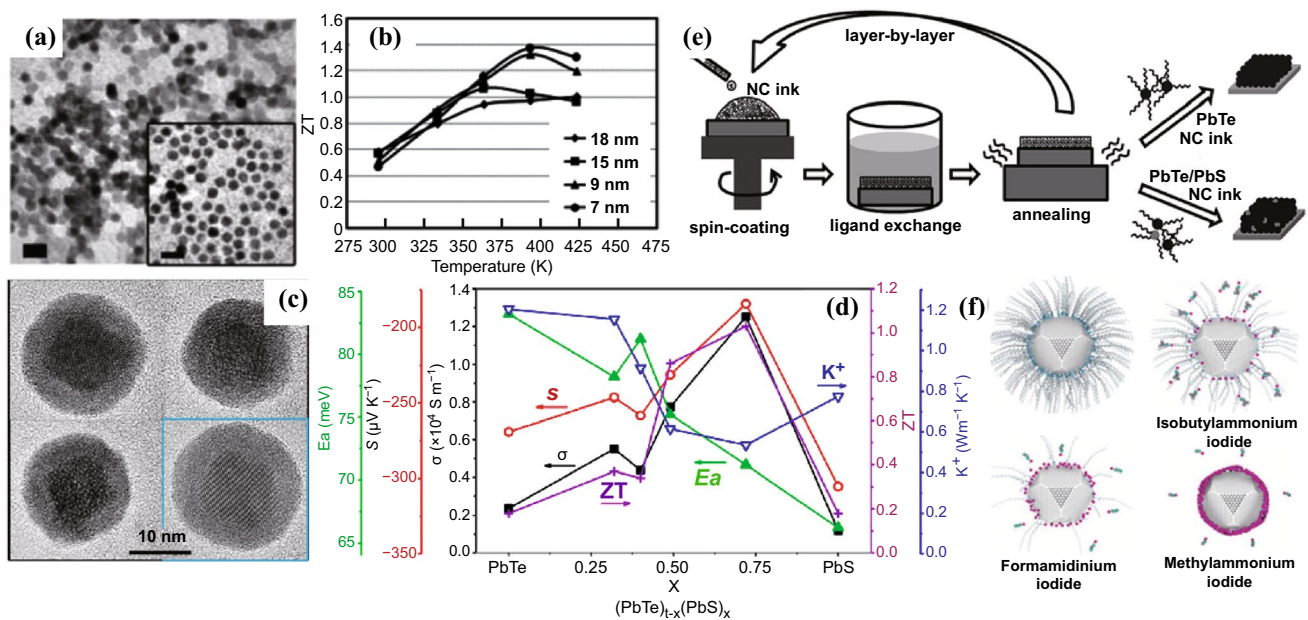 (a)
(b)
ZT
1.6
1.4
1.2
1.0
0.8
0.6
0.4
0.2
0
18 nm
15 nm
9 nm
7 nm
275 300 325 350 375 400 425 450 475
Temperature (K)
(e)
layer-by-layer
NC ink
spin-coating
ligand exchange
annealing
PbTe
NC ink
PbTe/PbS
NC ink
(c)
10 nm
(d)
Ea (meV)
85
80
75
70
65
S (µV K⁻¹)
−200
−250
−300
−350
σ (×10⁴ S m⁻¹)
1.4
1.3
1.2
1.0
0.8
0.6
0.4
0.2
0.0
s
σ
ZT
Ea
K⁺
PbTe 0.25 0.50 0.75 PbS
X
(PbTe)t-x(PbS)x
ZT
1.2
1.0
0.8
0.6
0.4
0.2
0.0
K⁺ (Wm⁻¹ K⁻¹)
1.2
1.0
0.8
0.6
0.4
0.2
0.0
(f)
Isobutylammonium
iodide
Formamidinium
iodide
Methylammonium
iodide